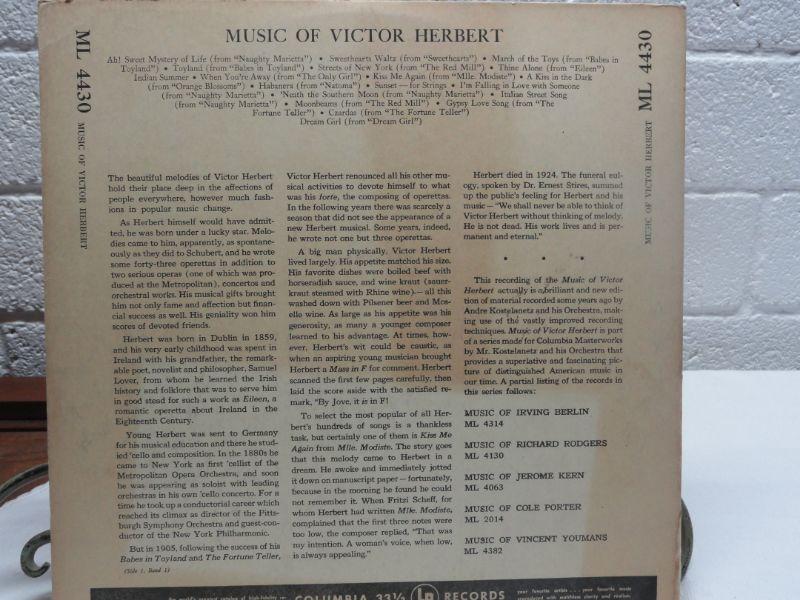 MUSIC OF VICTOR HERBERT
Ah! Sweet Mystery of Life (from "Naughty Marietta") • Sweethearts Waltz (from "Sweethearts") • March of the Toys (from "Babes in
Toyland") • Toyland (from "Babes in Toyland") • Streets of New York (from "The Red Mill") • Thine Alone (from "Eileen")
Indian Summer • When You're Away (from "The Only Girl") • Kiss Me Again (from "Mlle. Modiste") • A Kiss in the Dark
(from "Orange Blossoms") • Habanera (from "Natoma") • Sunset—for Strings • I'm Falling in Love with Someone
(from "Naughty Marietta") • 'Neath the Southern Moon (from "Naughty Marietta") • Italian Street Song
(from "Naughty Marietta") • Moonbeams (from "The Red Mill") • Gypsy Love Song (from "The
Fortune Teller") • Czardas (from "The Fortune Teller")
Dream Girl (from "Dream Girl")
ML 4430 MUSIC OF VICTOR HERBERT
The beautiful melodies of Victor Herbert
hold their place deep in the affections of
people everywhere, however much fash-
ions in popular music change.
As Herbert himself would have admit-
ted, he was born under a lucky star. Melo-
dies came to him, apparently, as spontane-
ously as they did to Schubert, and he wrote
some forty-three operettas in addition to
two serious operas (one of which was pro-
duced at the Metropolitan), concertos and
orchestral works. His musical gifts brought
him not only fame and affection but finan-
cial success as well. His geniality won him
scores of devoted friends.
Herbert was born in Dublin in 1859,
and his very early childhood was spent in
Ireland with his grandfather, the remark-
able poet, novelist and philosopher, Samuel
Lover, from whom he learned the Irish
history and folklore that was to serve him
in good stead for such a work as Eileen, a
romantic operetta about Ireland in the
Eighteenth Century.
Young Herbert was sent to Germany
for his musical education and there he stud-
ied 'cello and composition. In the 1880s he
came to New York as first 'cellist of the
Metropolitan Opera Orchestra, and soon
he was appearing as soloist with leading
orchestras in his own 'cello concerto. For a
time he took up a conductorial career which
reached its climax as director of the Pitts-
burgh Symphony Orchestra and guest-con-
ductor of the New York Philharmonic.
But in 1905, following the success of his
Babes in Toyland and The Fortune Teller,
(Side 1, Band 1)
Victor Herbert renounced all his other mu-
sical activities to devote himself to what
was his forte, the composing of operettas.
In the following years there was scarcely a
season that did not see the appearance of a
new Herbert musical. Some years, indeed,
he wrote not one but three operettas.
A big man physically, Victor Herbert
lived largely. His appetite matched his size.
His favorite dishes were boiled beef with
horseradish sauce, and wine kraut (sauer-
kraut steamed with Rhine wine)—all this
washed down with Pilsener beer and Mos-
elle wine. As large as his appetite was his
generosity, as many a younger composer
learned to his advantage. At times, how-
ever, Herbert's wit could be caustic, as
when an aspiring young musician brought
Herbert a Mass in F for comment. Herbert
scanned the first few pages carefully, then
laid the score aside with the satisfied re-
mark, "By Jove, it is in F!
To select the most popular of all Her-
bert's hundreds of songs is a thankless
task, but certainly one of them is Kiss Me
Again from Mlle. Modiste. The story goes
that this melody came to Herbert in a
dream. He awoke and immediately jotted
it down on manuscript paper—fortunately,
because in the morning he found he could
not remember it. When Fritzi Scheff, for
whom Herbert had written Mlle. Modiste,
complained that the first three notes were
too low, the composer replied, "That was
my intention. A woman's voice, when low,
is always appealing."
Herbert died in 1924. The funeral eul-
ogy, spoken by Dr. Ernest Stires, summed
up the public's feeling for Herbert and his
music—"We shall never be able to think of
Victor Herbert without thinking of melody.
He is not dead. His work lives and is per-
manent and eternal."
• • •
This recording of the Music of Victor
Herbert actually is a brilliant and new edi-
tion of material recorded some years ago by
Andre Kostelanetz and his Orchestra, mak-
ing use of the vastly improved recording
techniques. Music of Victor Herbert is part
of a series made for Columbia Masterworks
by Mr. Kostelanetz and his Orchestra that
provides a superlative and fascinating pic-
ture of distinguished American music in
our time. A partial listing of the records in
this series follows:
MUSIC OF IRVING BERLIN
ML 4314
MUSIC OF RICHARD RODGERS
ML 4130
MUSIC OF JEROME KERN
ML 4063
MUSIC OF COLE PORTER
ML 2014
MUSIC OF VINCENT YOUMANS
ML 4382
MUSIC OF VICTOR HERBERT ML 4430
the world's greatest catalog of high-fidelity —
COLUMBIA 33⅓ Lp RECORDS
your favorite artists . . . your favorite music
reproduced with matchless clarity and realism.